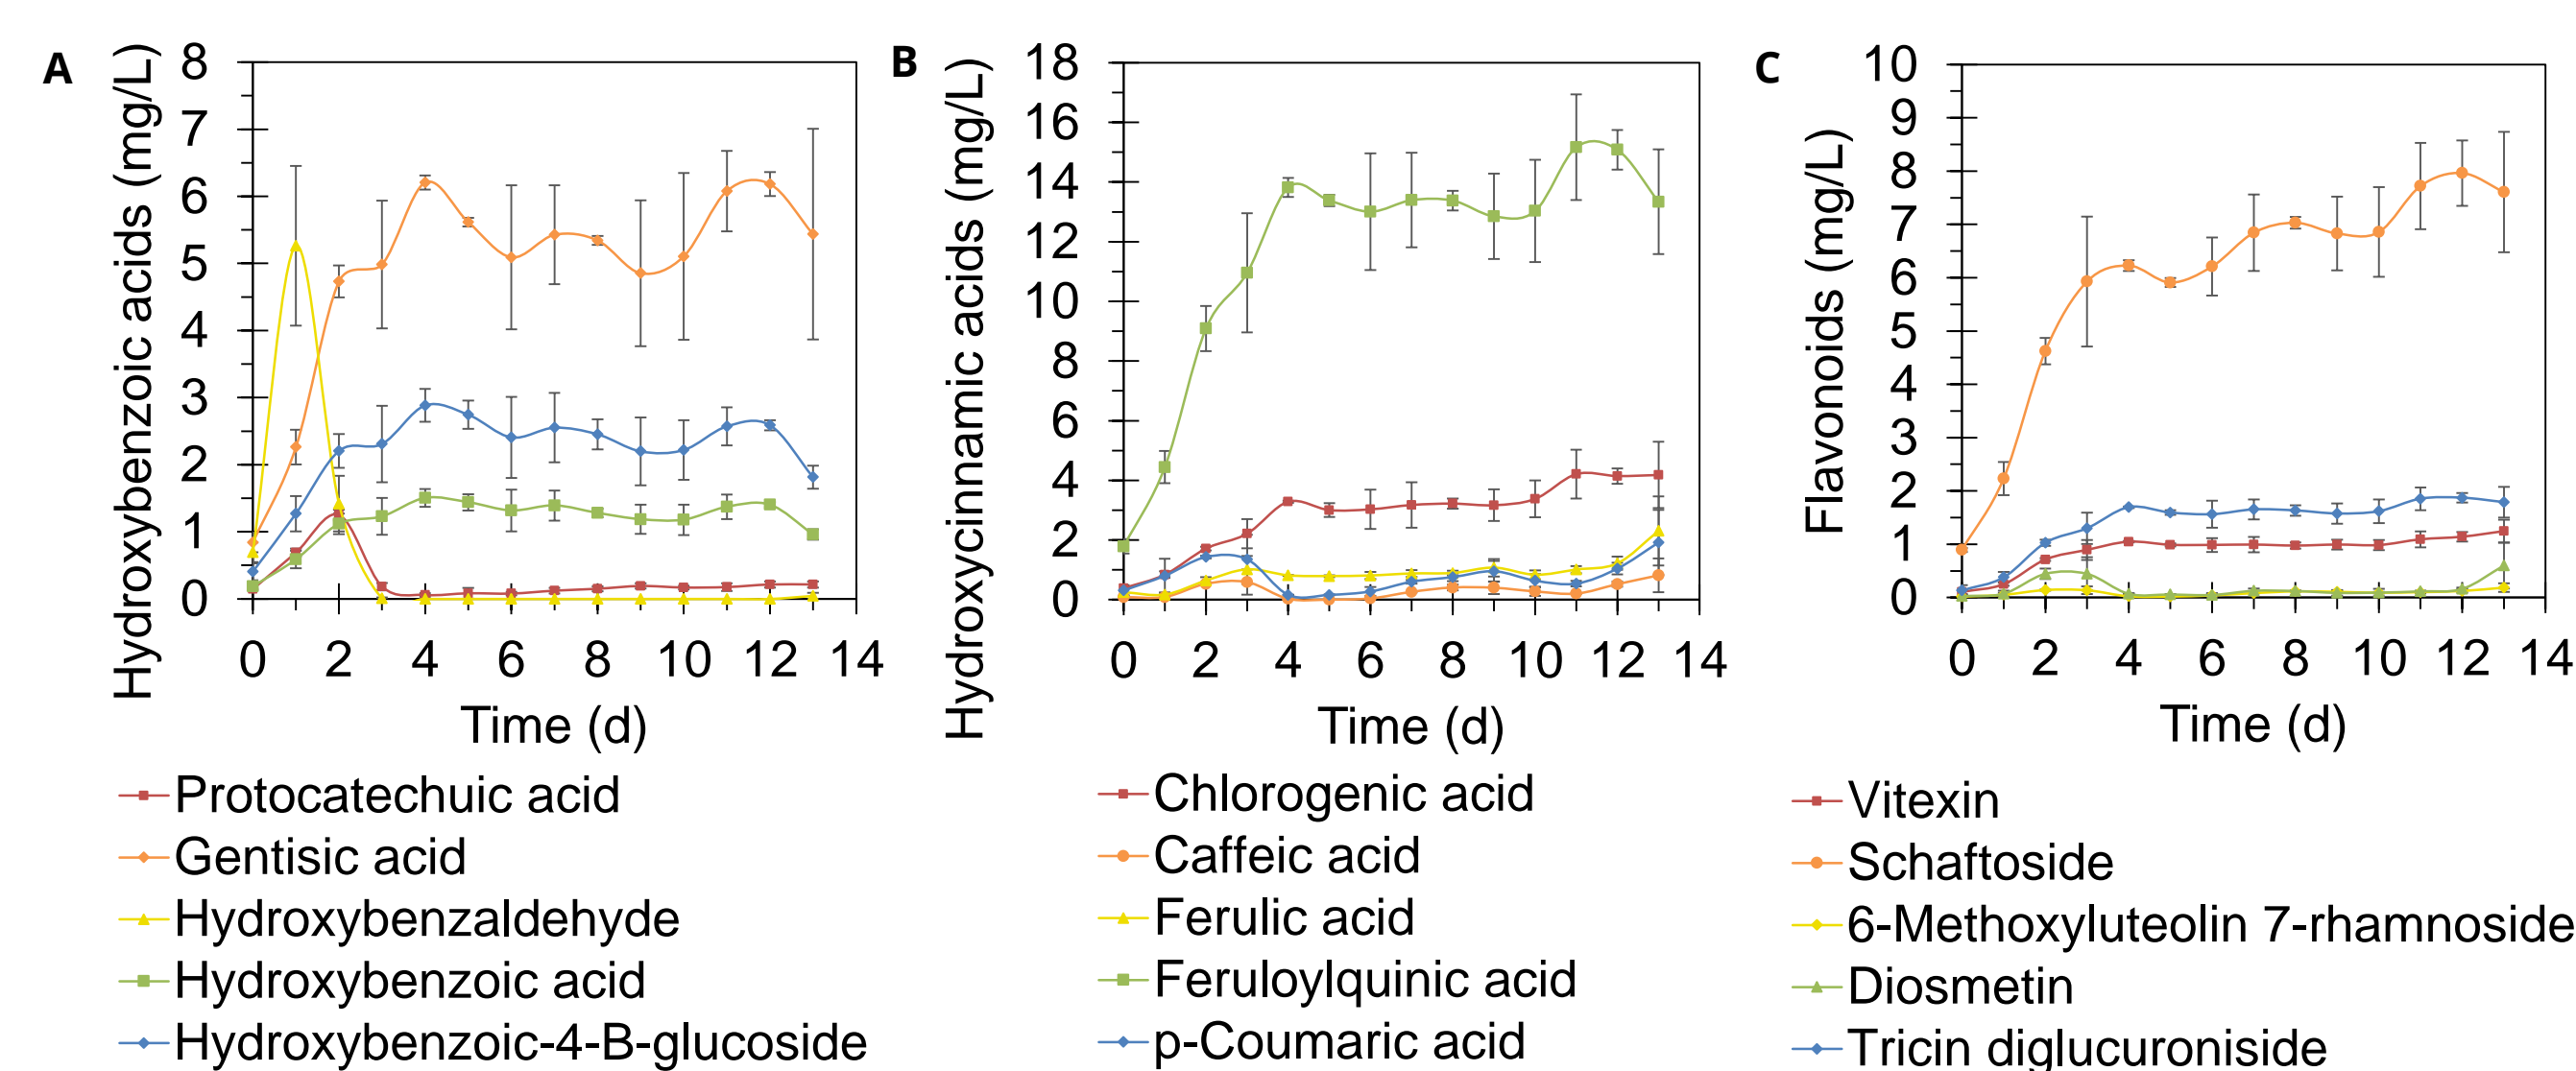 A
Hydroxybenzoic acids (mg/L)
8
7
6
5
4
3
2
1
0
0 2 4 6 8 10 12 14
Time (d)
Protocatechuic acid
Gentisic acid
Hydroxybenzaldehyde
Hydroxybenzoic acid
Hydroxybenzoic-4-B-glucoside
B
Hydroxycinnamic acids (mg/L)
18
16
14
12
10
8
6
4
2
0
0 2 4 6 8 10 12 14
Time (d)
Chlorogenic acid
Caffeic acid
Ferulic acid
Feruloylquinic acid
p-Coumaric acid
C
Flavonoids (mg/L)
10
9
8
7
6
5
4
3
2
1
0
0 2 4 6 8 10 12 14
Time (d)
Vitexin
Schaftoside
6-Methoxyluteolin 7-rhamnoside
Diosmetin
Tricin diglucuroniside